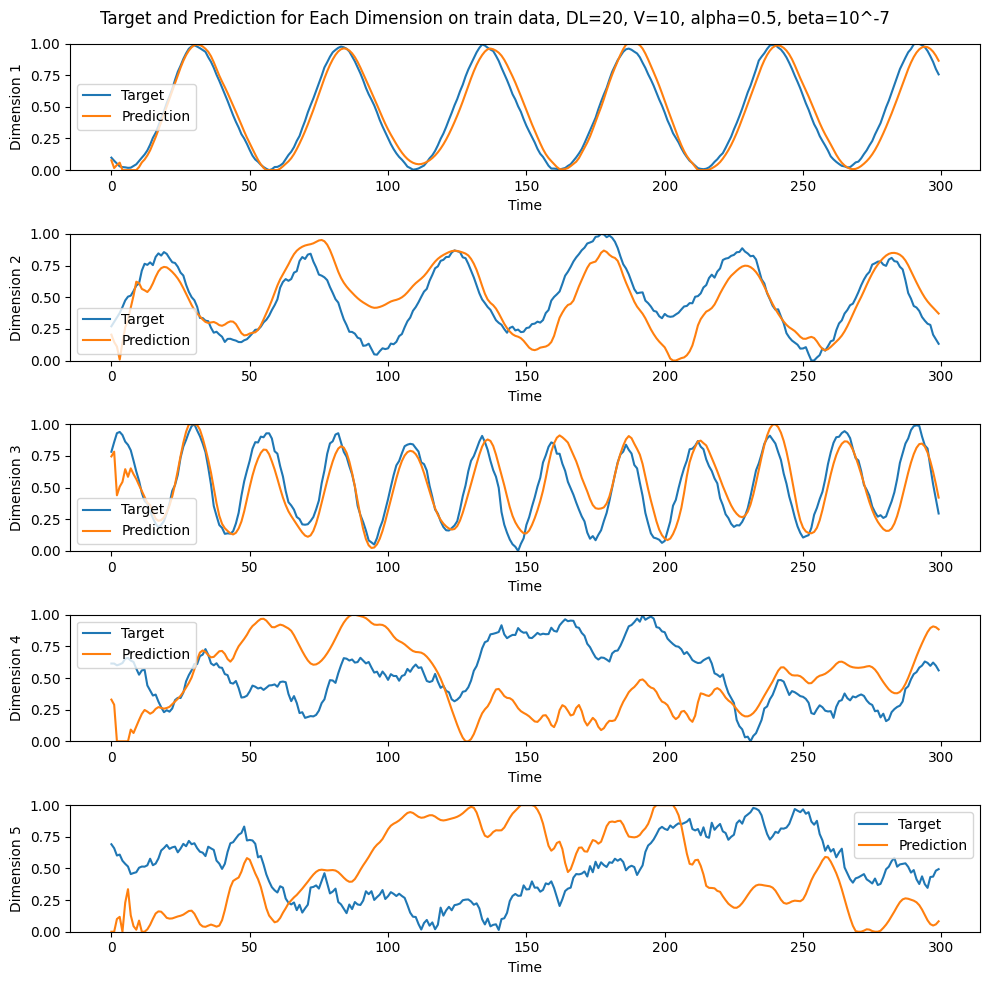 Target and Prediction for Each Dimension on train data, DL=20, V=10, alpha=0.5, beta=10^-7
1.00
0.75
0.50
0.25
0.00
Dimension 1
Target
Prediction
0 50 100 150 200 250 300
Time
1.00
0.75
0.50
0.25
0.00
Dimension 2
Target
Prediction
0 50 100 150 200 250 300
Time
1.00
0.75
0.50
0.25
0.00
Dimension 3
Target
Prediction
0 50 100 150 200 250 300
Time
1.00
0.75
0.50
0.25
0.00
Dimension 4
Target
Prediction
0 50 100 150 200 250 300
Time
1.00
0.75
0.50
0.25
0.00
Dimension 5
Target
Prediction
0 50 100 150 200 250 300
Time